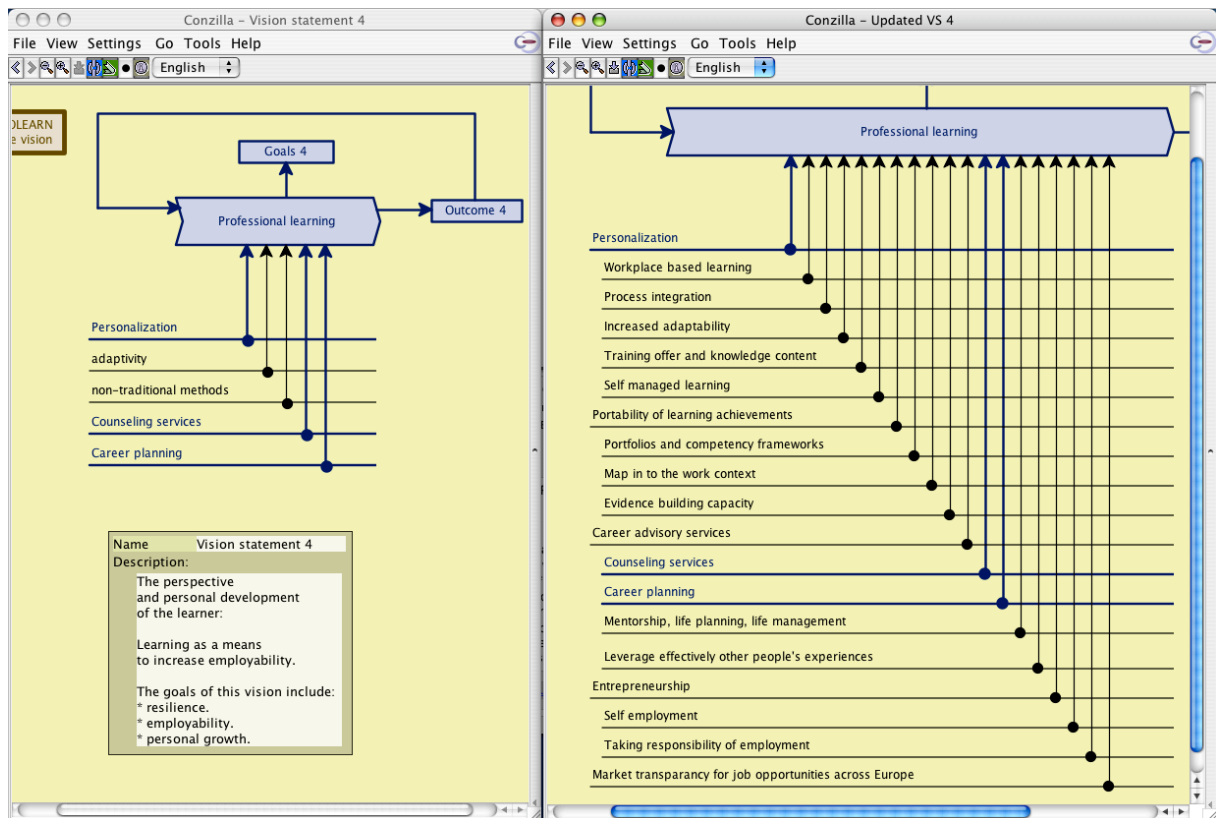 Conzilla – Vision statement 4
File View Settings Go Tools Help
English
OLEARN
e vision
Goals 4
Professional learning
Outcome 4
Personalization
adaptivity
non-traditional methods
Counseling services
Career planning
Name Vision statement 4
Description:
The perspective
and personal development
of the learner:
Learning as a means
to increase employability.
The goals of this vision include:
* resilience.
* employability.
* personal growth.
Conzilla – Updated VS 4
File View Settings Go Tools Help
English
Professional learning
Personalization
Workplace based learning
Process integration
Increased adaptability
Training offer and knowledge content
Self managed learning
Portability of learning achievements
Portfolios and competency frameworks
Map in to the work context
Evidence building capacity
Career advisory services
Counseling services
Career planning
Mentorship, life planning, life management
Leverage effectively other people's experiences
Entrepreneurship
Self employment
Taking responsibility of employment
Market transparancy for job opportunities across Europe